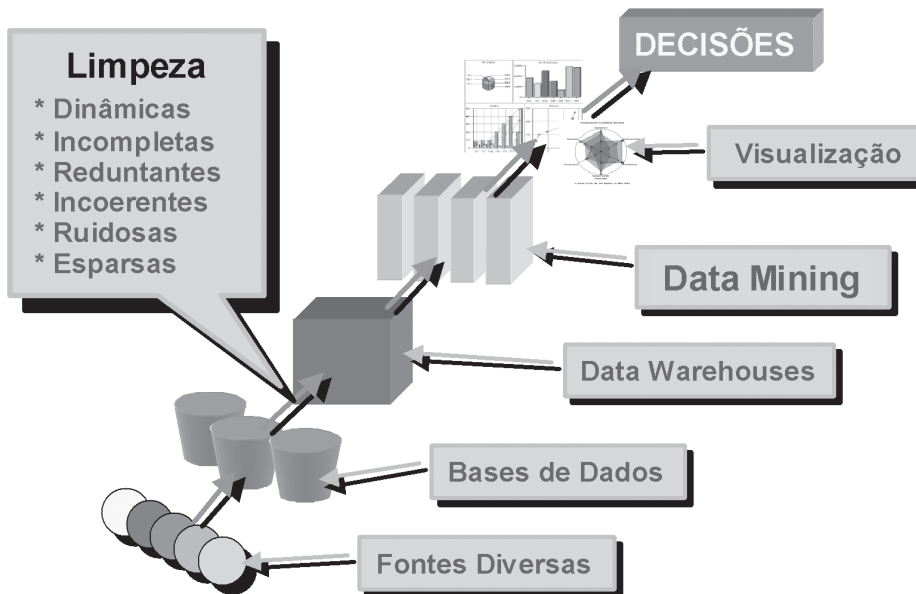 DECISÕES
Limpeza
* Dinâmicas
* Incompletas
* Reduntantes
* Incoerentes
* Ruidosas
* Esparsas
Visualização
Data Mining
Data Warehouses
Bases de Dados
Fontes Diversas